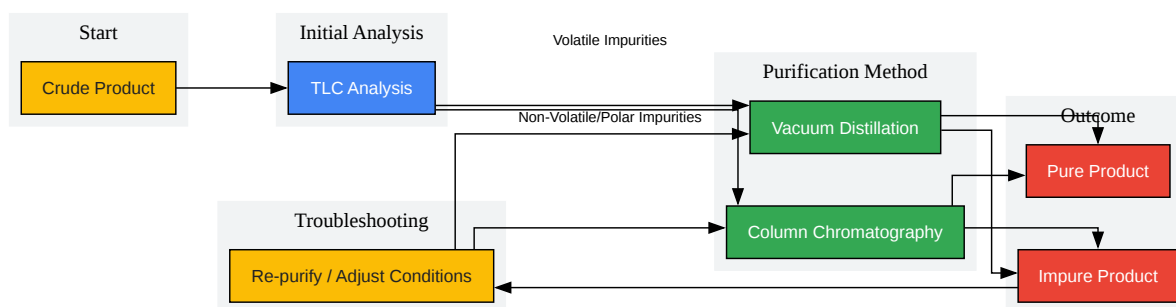 Start
Crude Product
Initial Analysis
TLC Analysis
Volatile Impurities
Non-Volatile/Polar Impurities
Purification Method
Vacuum Distillation
Column Chromatography
Outcome
Pure Product
Impure Product
Troubleshooting
Re-purify / Adjust Conditions